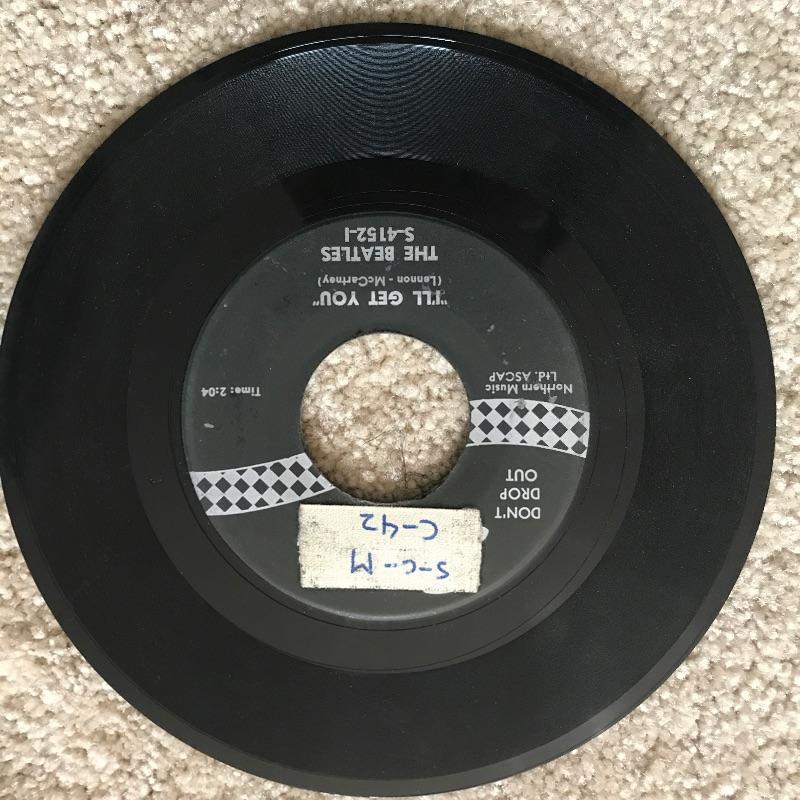 S-C--M
C-42
DON'T
DROP
OUT
Northern Music
Ltd. ASCAP
Time: 2:04
"I'LL GET YOU"
(Lennon - McCartney)
THE BEATLES
S-4152-I